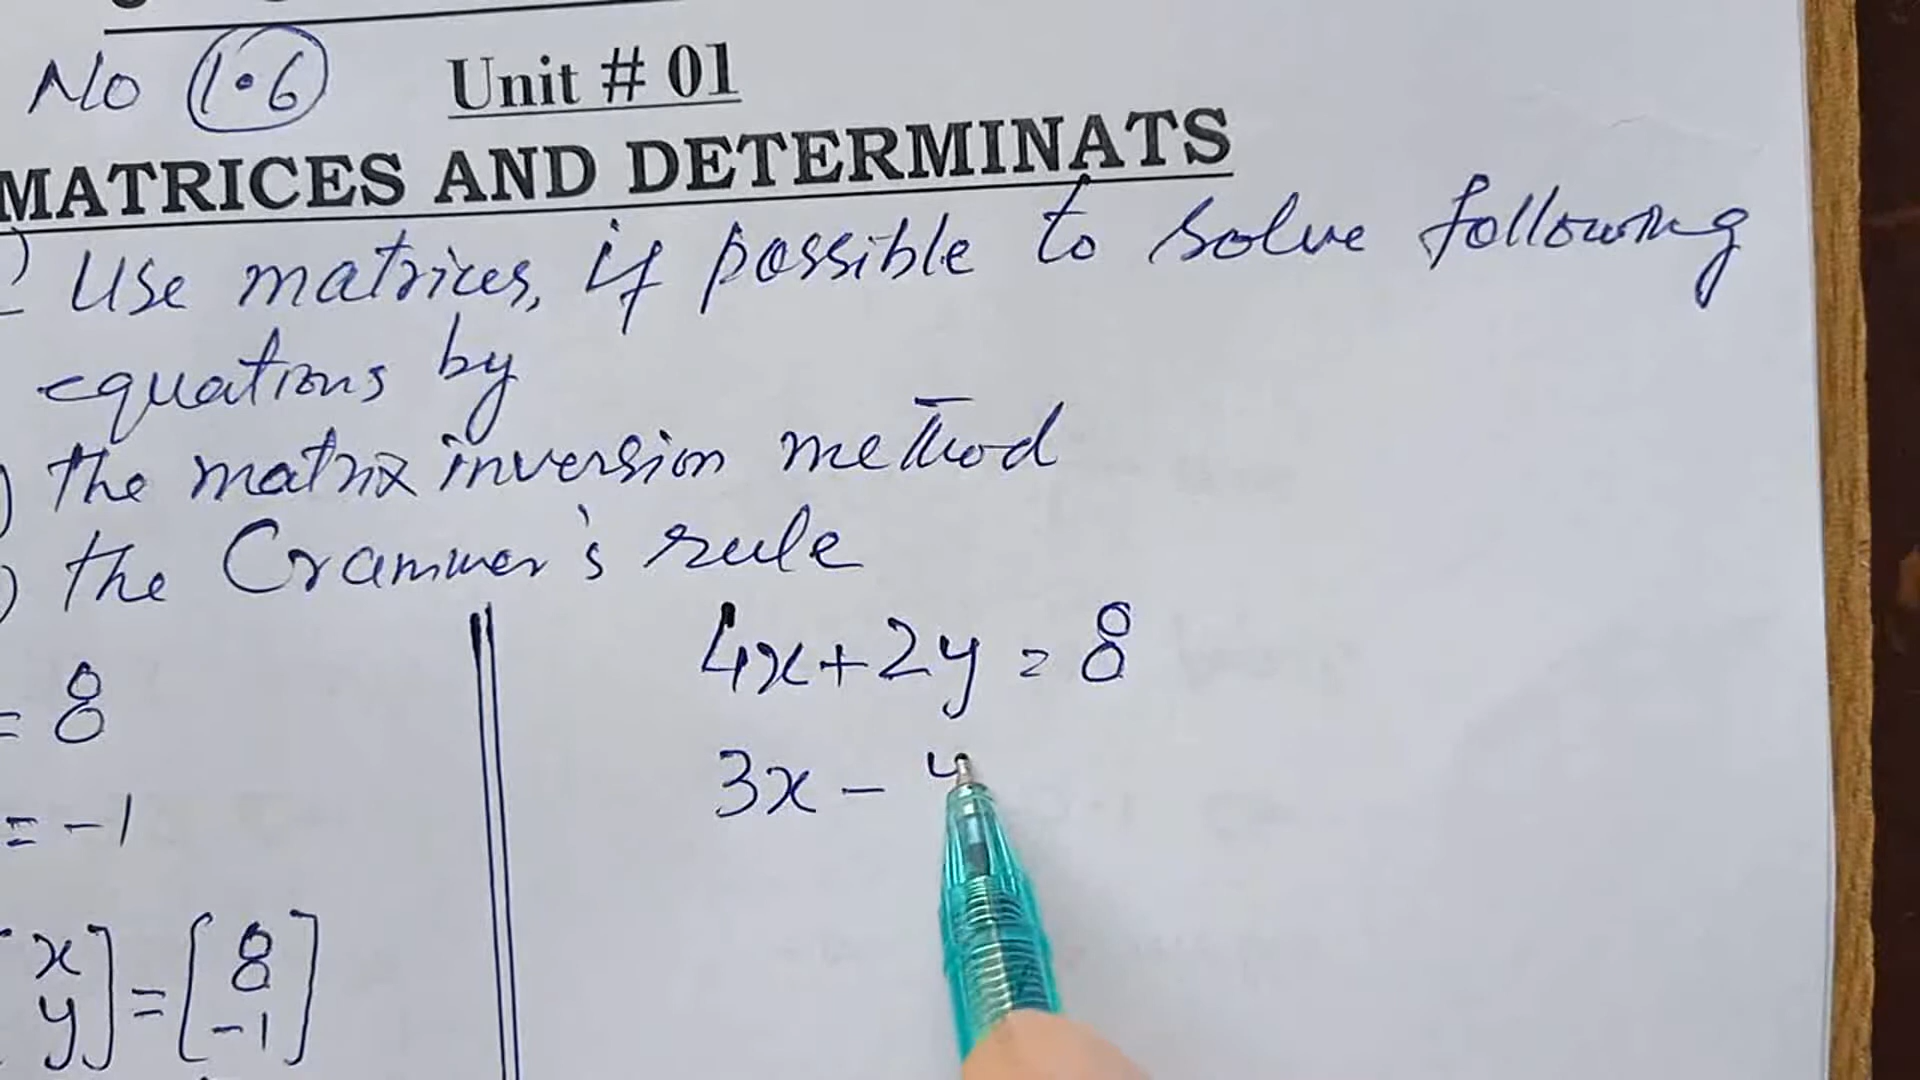 No 1.6 Unit # 01
MATRICES AND DETERMINATS
) Use matrices, if possible to solve following
equations by
) the matrix inversion method
) the Crammer's rule
= 8
= -1
x
y ] = [ 8
-1 ]
4x+2y = 8
3x - y